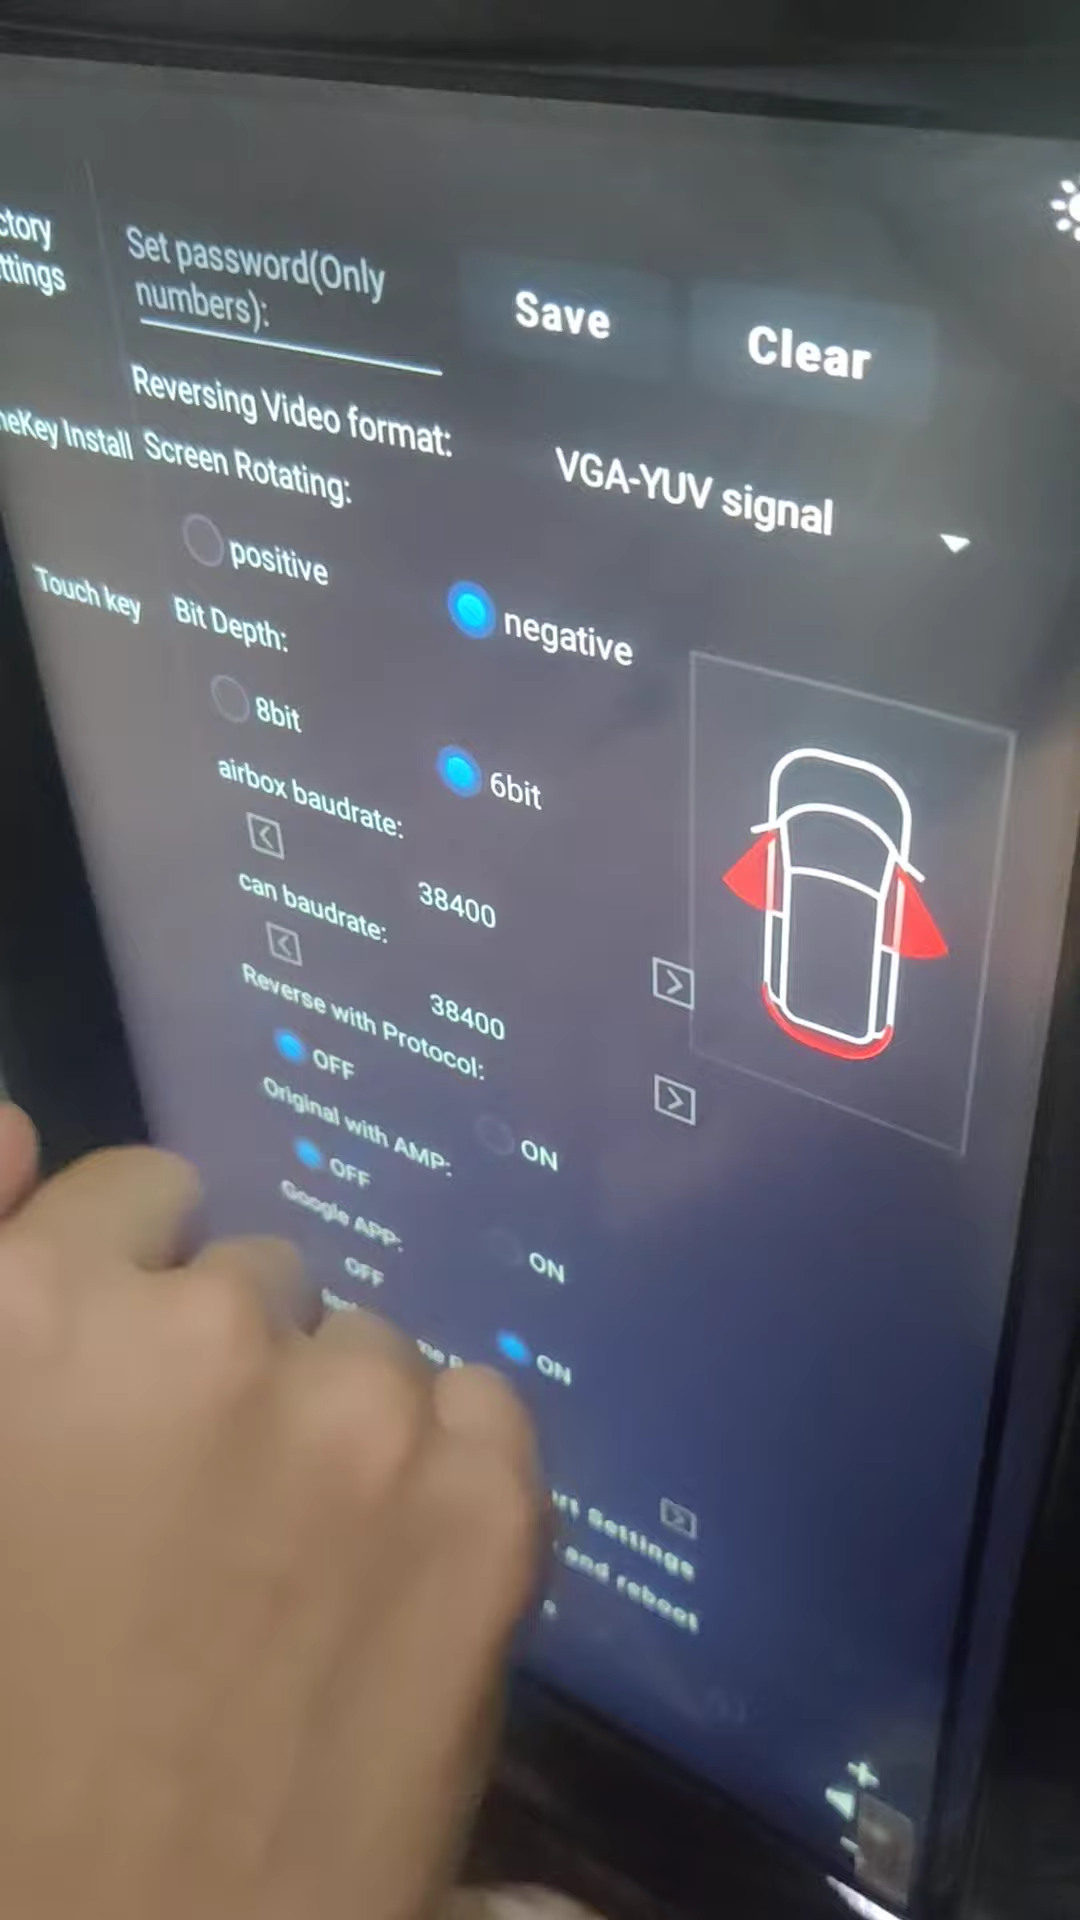 ctory
ttings
Set password(Only
numbers):
Save
Clear
Reversing Video format:
VGA-YUV signal
neKey Install
Screen Rotating:
positive
negative
Touch key
Bit Depth:
8bit
6bit
airbox baudrate:
38400
can baudrate:
38400
Reverse with Protocol:
OFF
ON
Original with AMP:
OFF
ON
Google APP:
OFF
ON
Settings
and reboot